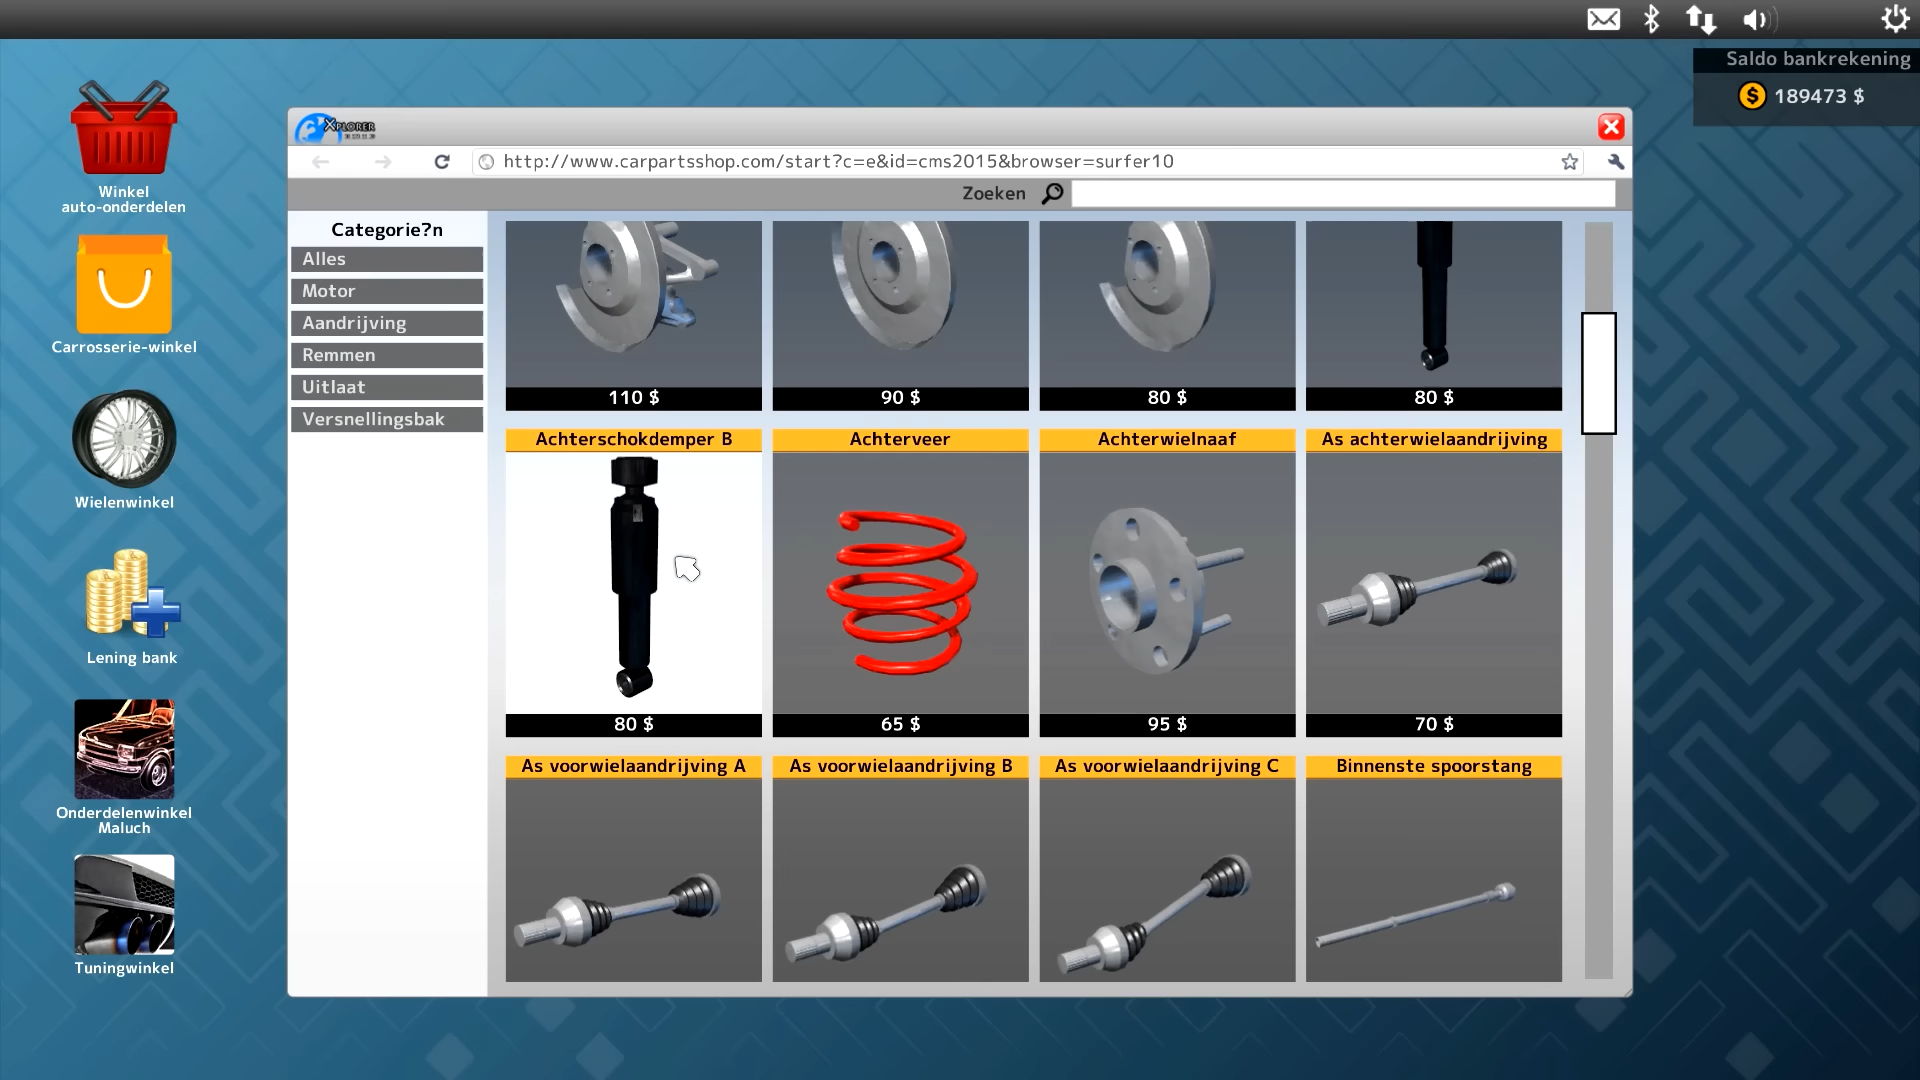 Saldo bankrekening
189473 $
Winkel
auto-onderdelen
Carrosserie-winkel
Wielenwinkel
Lening bank
Onderdelenwinkel
Maluch
Tuningwinkel
XPLORER
http://www.carpartsshop.com/start?c=e&id=cms2015&browser=surfer10
Zoeken
Categorie?n
Alles
Motor
Aandrijving
Remmen
Uitlaat
Versnellingsbak
110 $
90 $
80 $
80 $
Achterschokdemper B
Achterveer
Achterwielnaaf
As achterwielaandrijving
80 $
65 $
95 $
70 $
As voorwielaandrijving A
As voorwielaandrijving B
As voorwielaandrijving C
Binnenste spoorstang